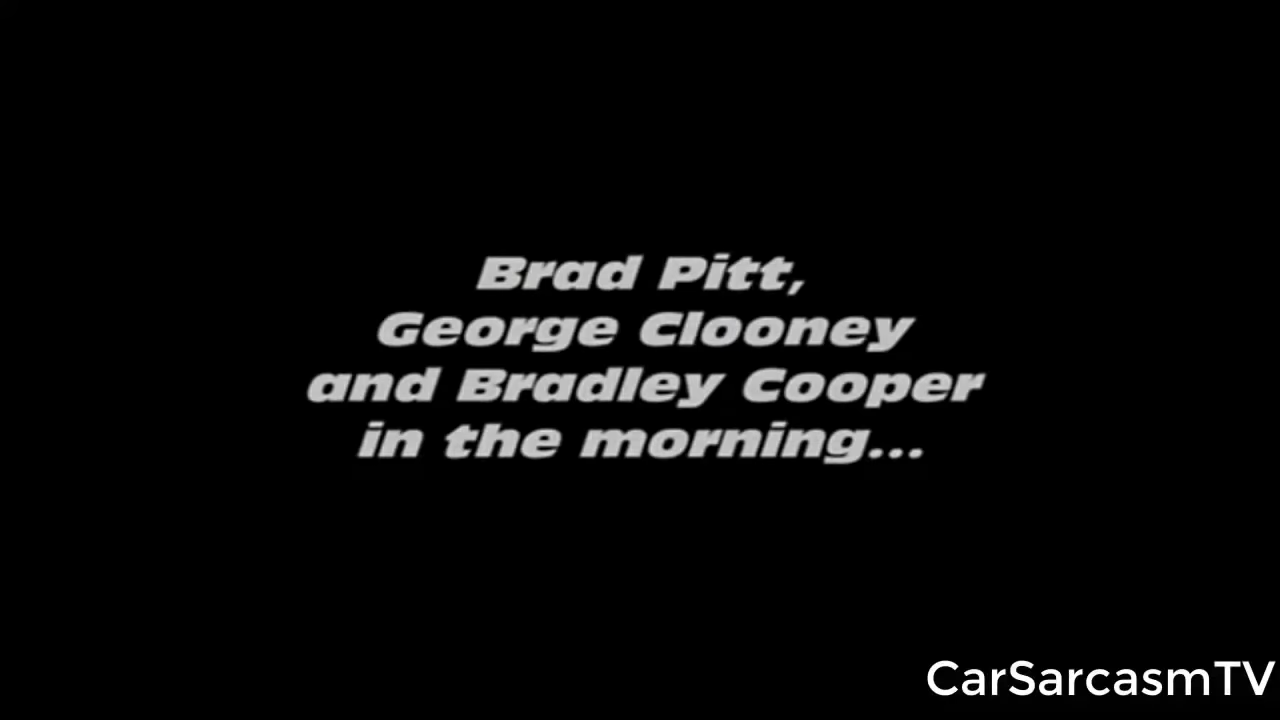 Brad Pitt,
George Clooney
and Bradley Cooper
in the morning...
CarSarcasmTV